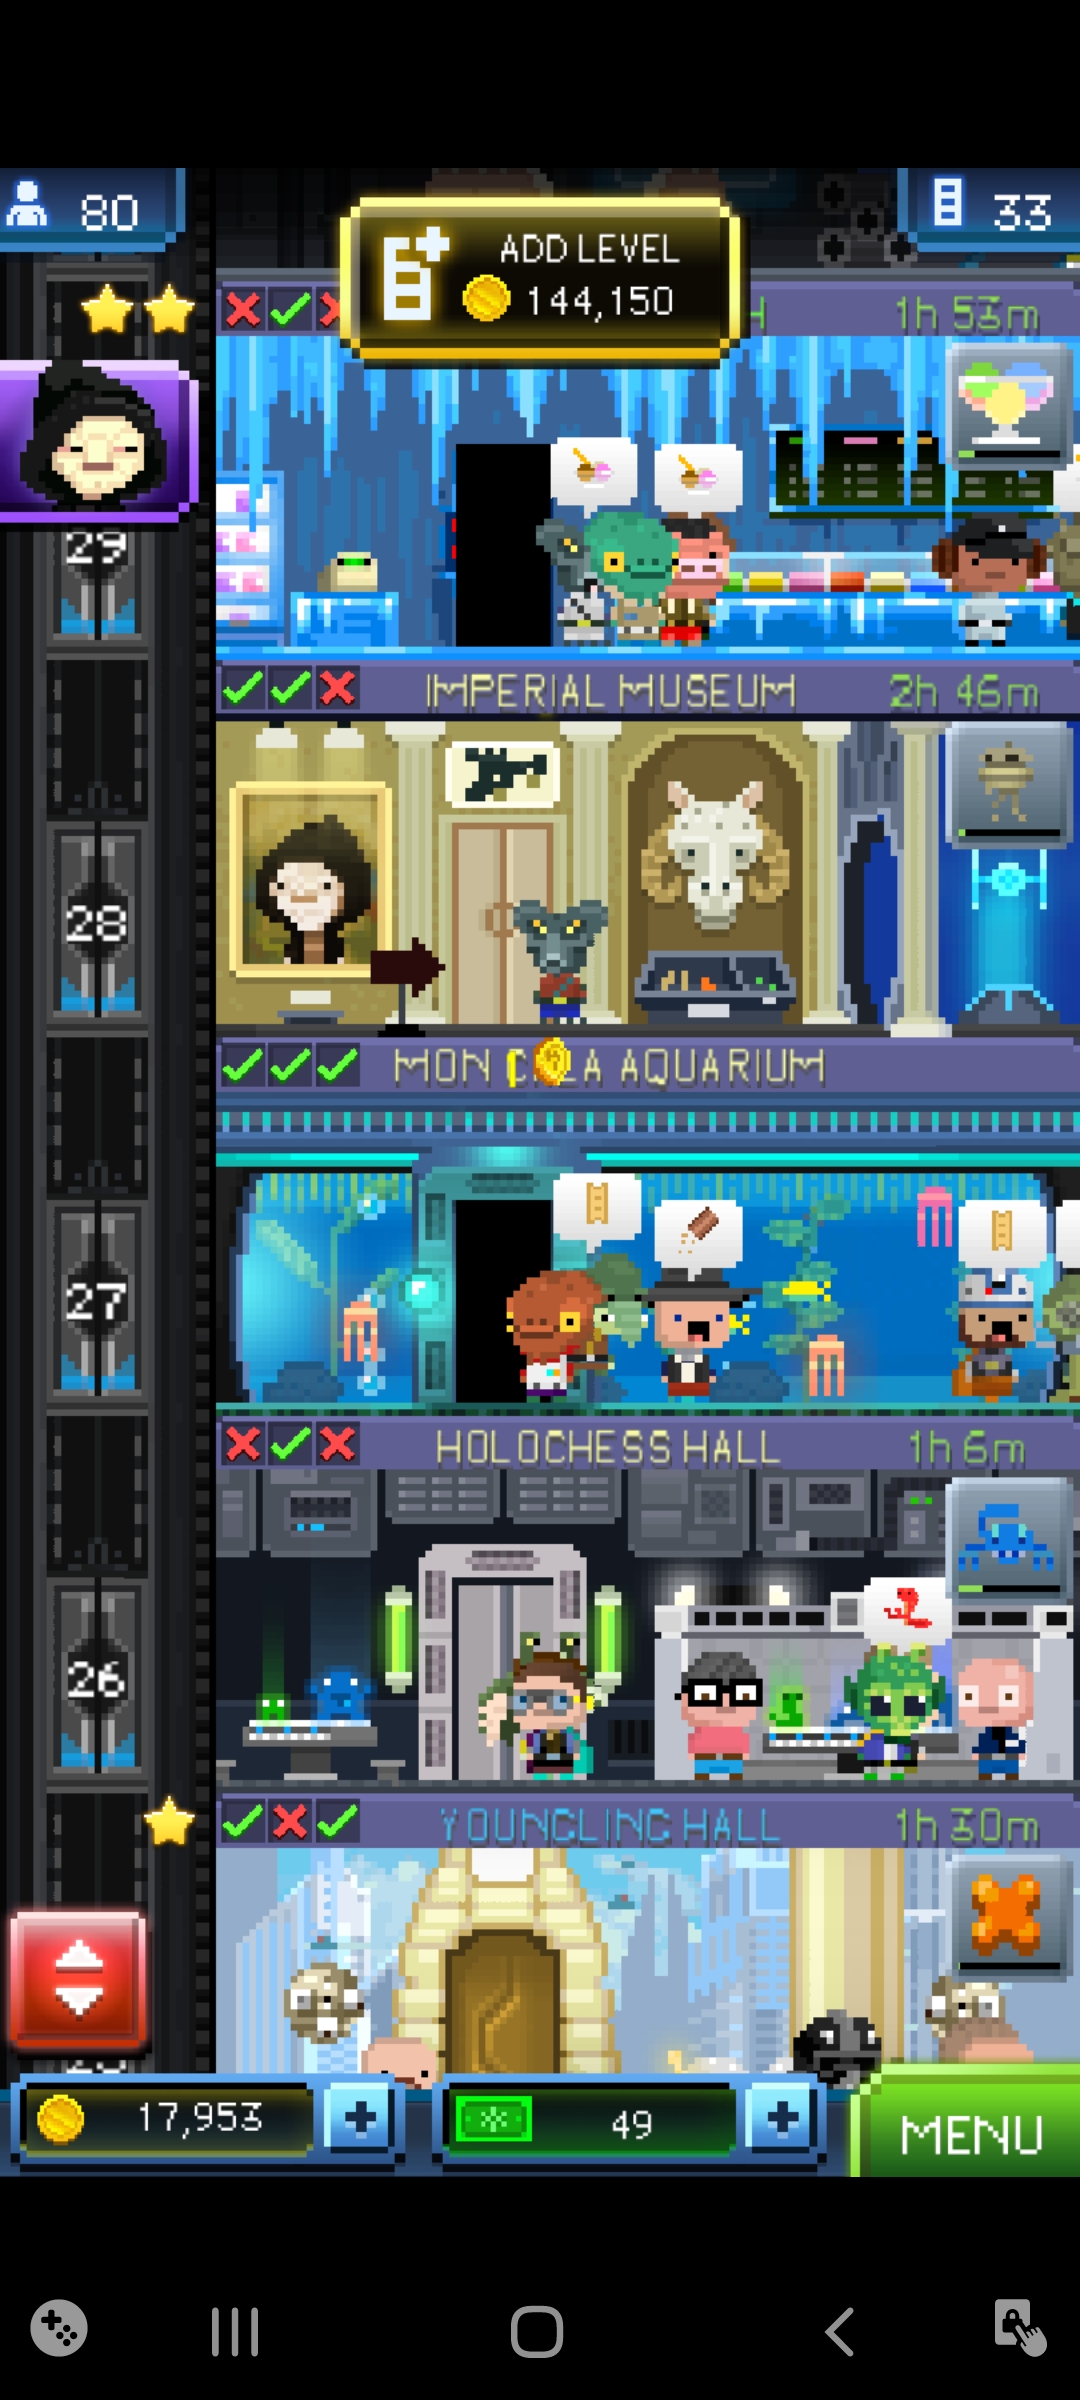 80
ADD LEVEL
144,150
33
1h 53m
29
IMPERIAL MUSEUM 2h 46m
28
MON AQUARIUM
27
HOLOCHESS HALL 1h 6m
26
YOUNGLING HALL 1h 30m
17,953
49
MENU